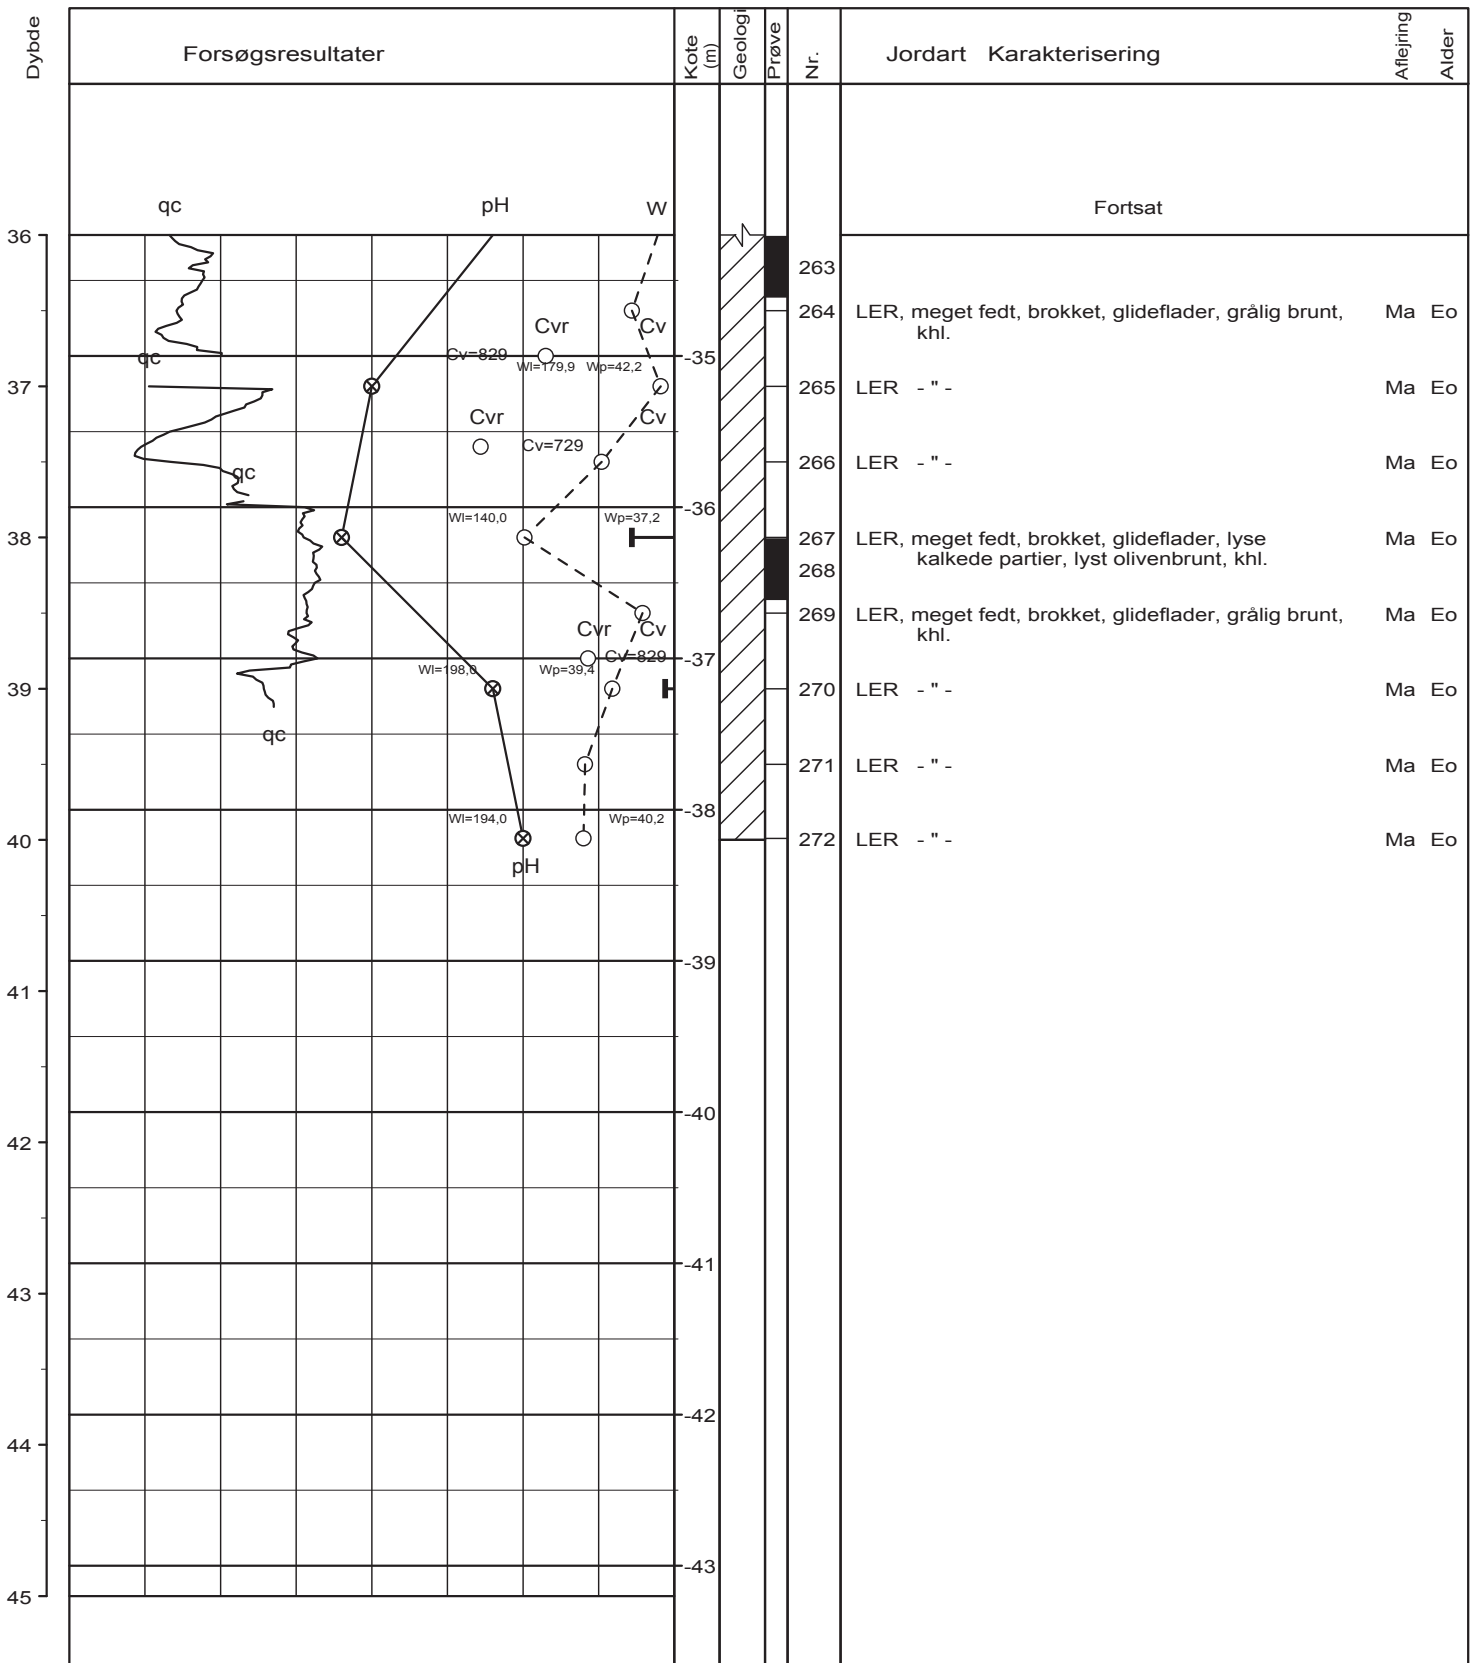 Dybde
Forsøgsresultater
Kote
(m)
Geologi
Prøve
Nr.
Jordart Karakterisering
Aflejring
Alder
qc pH W
Fortsat
36
263
264 LER, meget fedt, brokket, glideflader, grålig brunt, Ma Eo
khl.
Cvr Cv
qc Cv=829 -35
Wl=179,9 Wp=42,2
37 265 LER - " - Ma Eo
Cvr Cv
Cv=729
qc 266 LER - " - Ma Eo
-36
Wl=140,0 Wp=37,2
38 267 LER, meget fedt, brokket, glideflader, lyse Ma Eo
kalkede partier, lyst olivenbrunt, khl.
268
269 LER, meget fedt, brokket, glideflader, grålig brunt, Ma Eo
khl.
Cvr Cv
Cv=829 -37
Wl=198,0 Wp=39,4
39 270 LER - " - Ma Eo
qc
271 LER - " - Ma Eo
-38
Wl=194,0 Wp=40,2
40 272 LER - " - Ma Eo
pH
-39
41
-40
42
-41
43
-42
44
-43
45